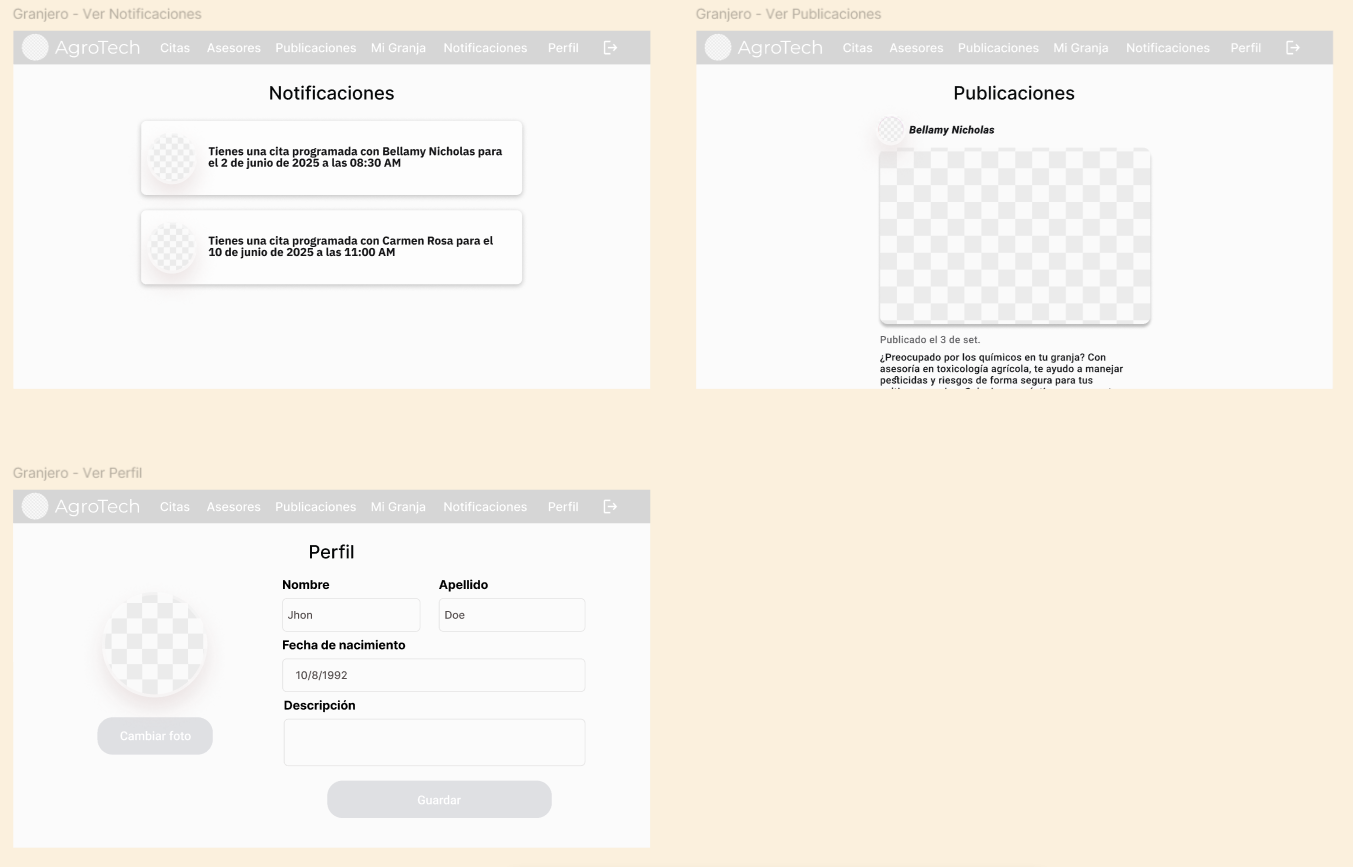 Granjero - Ver Notificaciones
AgroTech Citas Asesores Publicaciones Mi Granja Notificaciones Perfil
Notificaciones
Tienes una cita programada con Bellamy Nicholas para
el 2 de junio de 2025 a las 08:30 AM
Tienes una cita programada con Carmen Rosa para el
10 de junio de 2025 a las 11:00 AM
Granjero - Ver Publicaciones
AgroTech Citas Asesores Publicaciones Mi Granja Notificaciones Perfil
Publicaciones
Bellamy Nicholas
Publicado el 3 de set.
¿Preocupado por los químicos en tu granja? Con
asesoría en toxicología agrícola, te ayudo a manejar
pesticidas y riesgos de forma segura para tus
Granjero - Ver Perfil
AgroTech Citas Asesores Publicaciones Mi Granja Notificaciones Perfil
Perfil
Nombre Apellido
Jhon Doe
Fecha de nacimiento
10/8/1992
Descripción
Cambiar foto
Guardar